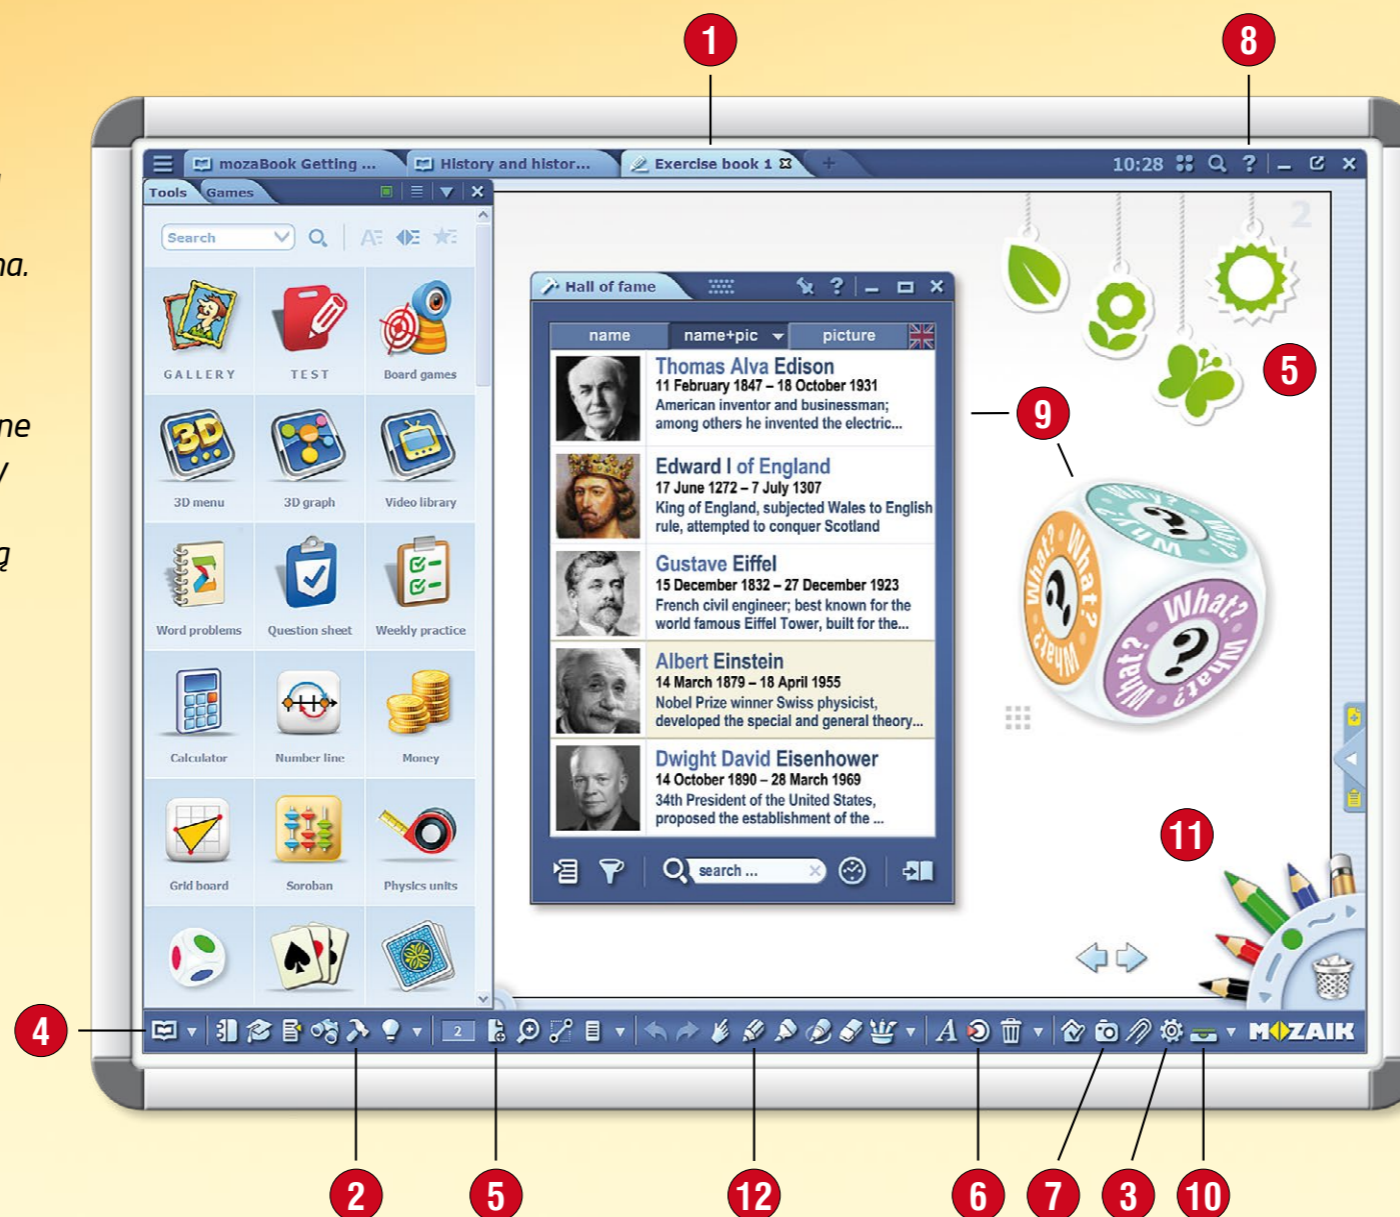 1
8
na.
ne
y
ą
mozaBook Getting ...
History and histor...
Exercise book 1
10:28
?
Tools
Games
Search
GALLERY
TEST
Board games
3D
3D menu
3D graph
Video library
Word problems
Question sheet
Weekly practice
Calculator
Number line
Money
Grid board
Soroban
Physics units
Hall of fame
?
name
name+pic
picture
Thomas Alva Edison
11 February 1847 – 18 October 1931
American inventor and businessman;
among others he invented the electric...
Edward I of England
17 June 1272 – 7 July 1307
King of England, subjected Wales to English
rule, attempted to conquer Scotland
Gustave Eiffel
15 December 1832 – 27 December 1923
French civil engineer; best known for the
world famous Eiffel Tower, built for the...
Albert Einstein
14 March 1879 – 18 April 1955
Nobel Prize winner Swiss physicist,
developed the special and general theory...
Dwight David Eisenhower
14 October 1890 – 28 March 1969
34th President of the United States,
proposed the establishment of the ...
search ...
2
5
9
Why? Why? Why?
?
What? What? What?
?
What? What? What?
?
11
4
2
A
MOZAIK
2
5
12
6
7
3
10